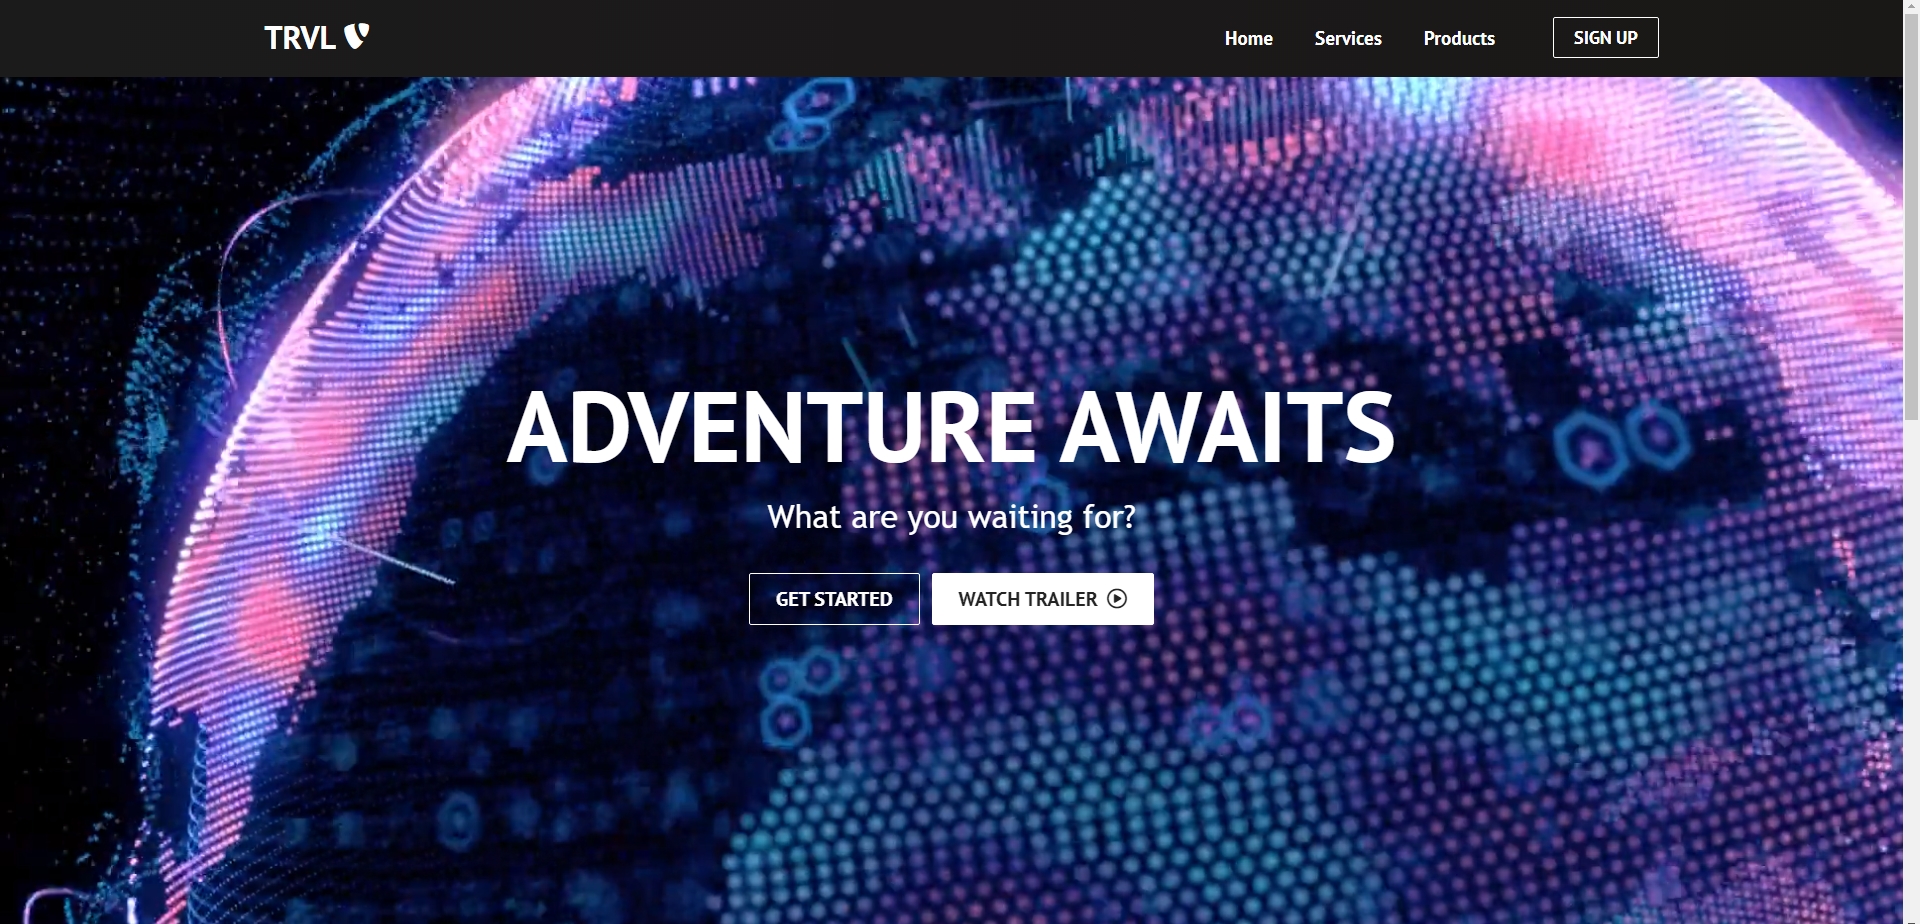 TRVL
Home Services Products SIGN UP
ADVENTURE AWAITS
What are you waiting for?
GET STARTED WATCH TRAILER